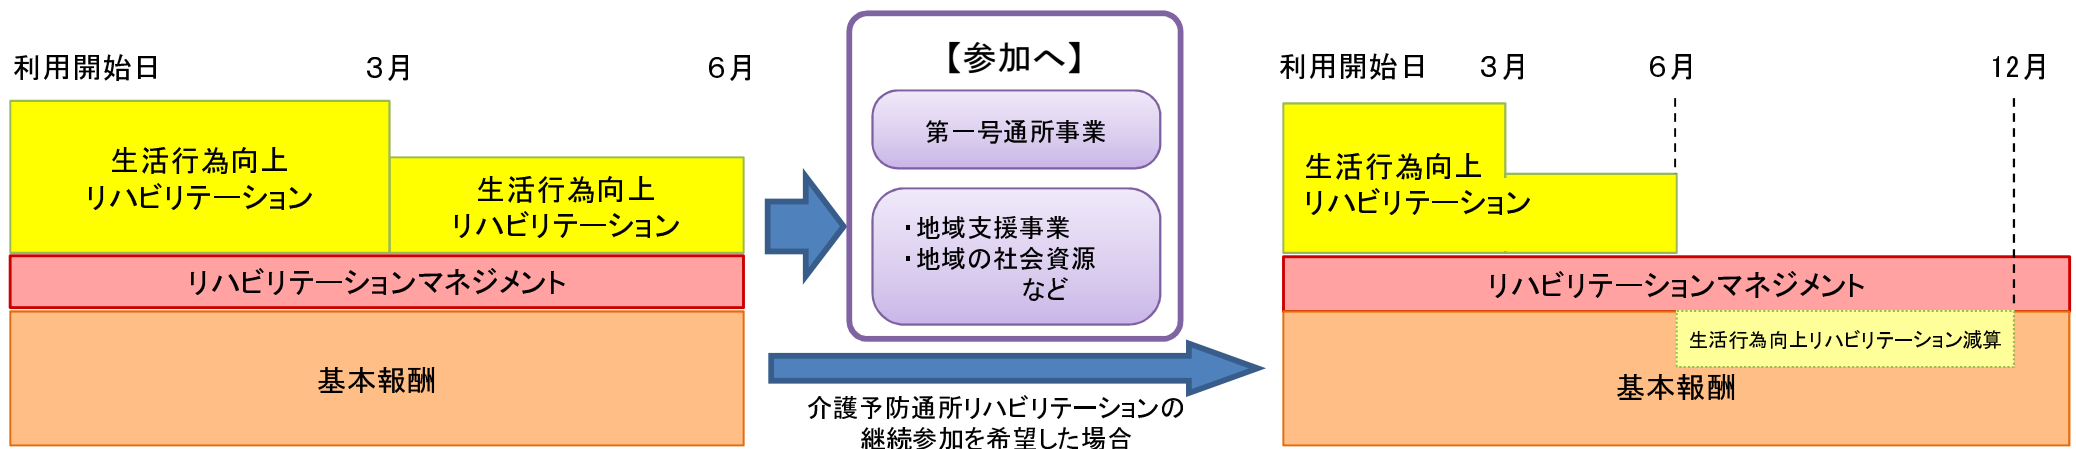 利用開始日
３月
６月
生活行為向上
リハビリテーション
生活行為向上
リハビリテーション
リハビリテーションマネジメント
基本報酬
【参加へ】
第一号通所事業
・地域支援事業
・地域の社会資源
など
介護予防通所リハビリテーションの
継続参加を希望した場合
利用開始日
３月
６月
12月
生活行為向上
リハビリテーション
リハビリテーションマネジメント
生活行為向上リハビリテーション減算
基本報酬